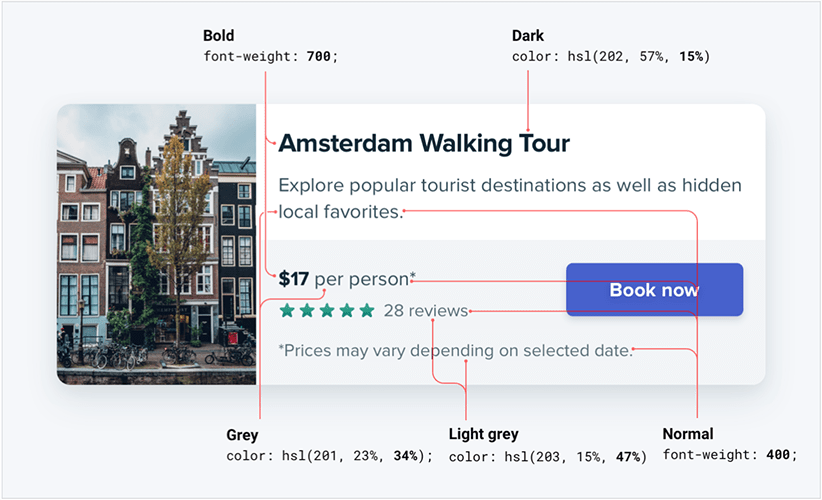 Bold
font-weight: 700;
Dark
color: hsl(202, 57%, 15%)
Amsterdam Walking Tour
Explore popular tourist destinations as well as hidden
local favorites.
$17 per person*
28 reviews
Book now
*Prices may vary depending on selected date.
Grey
color: hsl(201, 23%, 34%);
Light grey
color: hsl(203, 15%, 47%)
Normal
font-weight: 400;